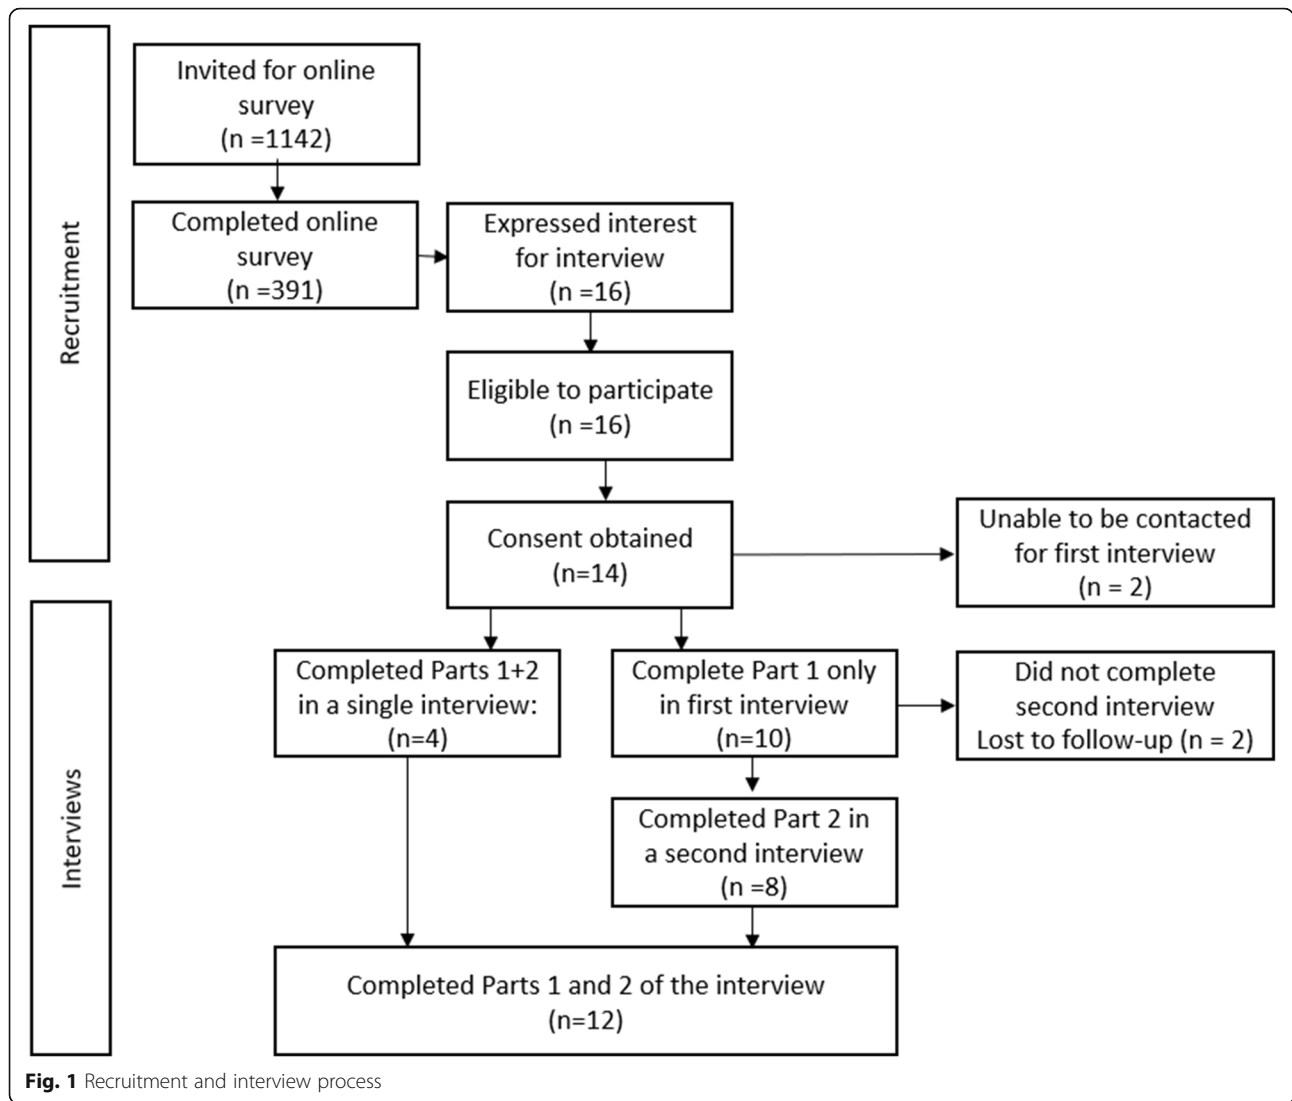 Recruitment
Invited for online
survey
(n =1142)
Completed online
survey
(n =391)
Expressed interest
for interview
(n =16)
Eligible to participate
(n =16)
Consent obtained
(n=14)
Unable to be contacted
for first interview
(n = 2)
Interviews
Completed Parts 1+2
in a single interview:
(n=4)
Complete Part 1 only
in first interview
(n=10)
Did not complete
second interview
Lost to follow-up (n = 2)
Completed Part 2 in
a second interview
(n =8)
Completed Parts 1 and 2 of the interview
(n=12)
Fig. 1 Recruitment and interview process